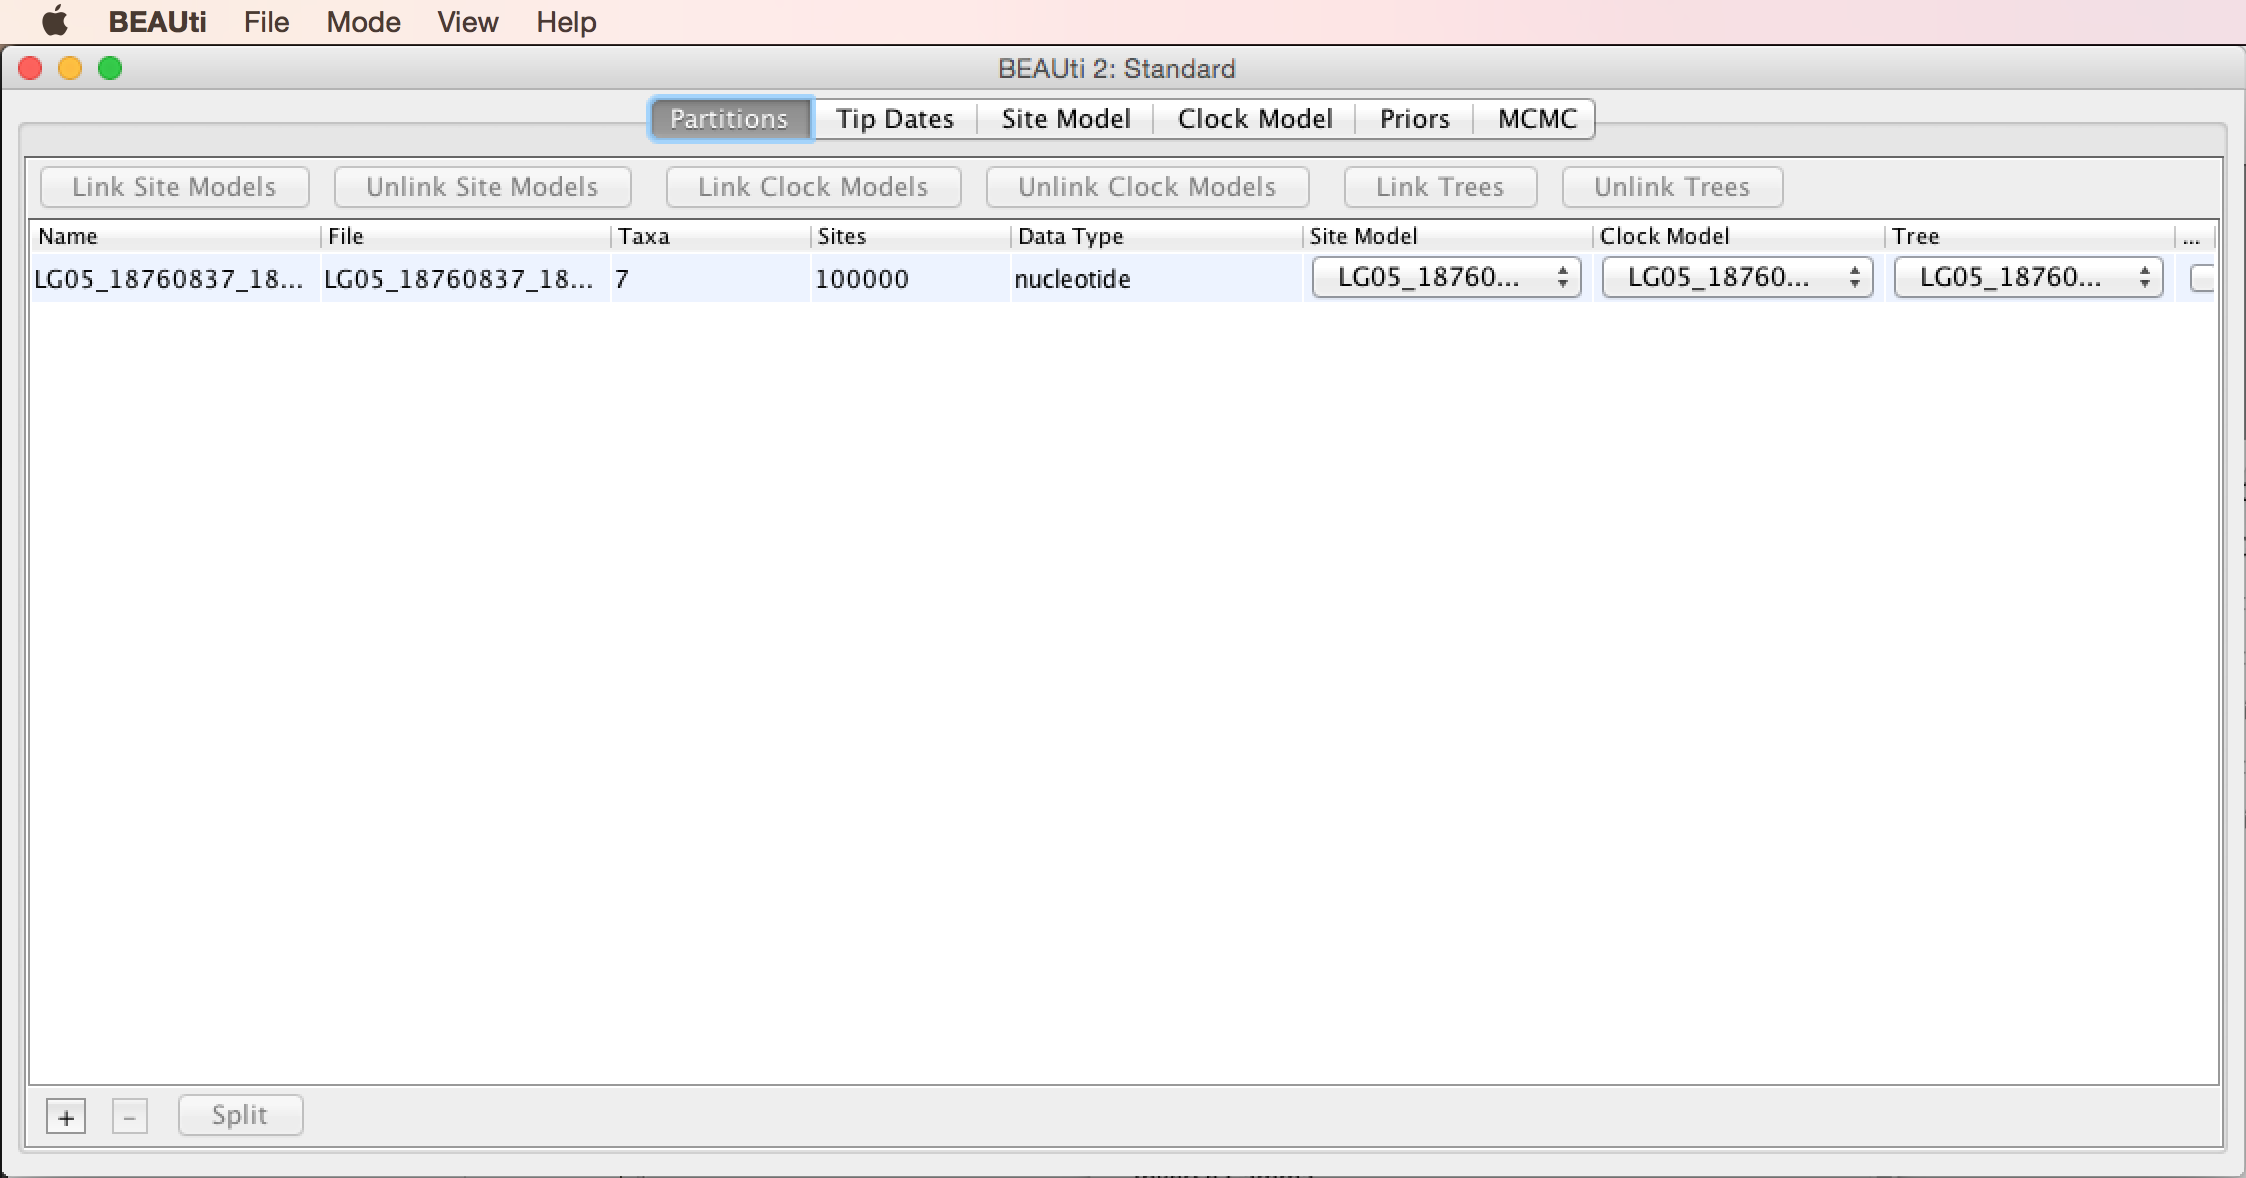 BEAUti File Mode View Help
BEAUti 2: Standard
Partitions Tip Dates Site Model Clock Model Priors MCMC
Link Site Models Unlink Site Models Link Clock Models Unlink Clock Models Link Trees Unlink Trees
Name File Taxa Sites Data Type Site Model Clock Model Tree ...
LG05_18760837_18... LG05_18760837_18... 7 100000 nucleotide LG05_18760... LG05_18760... LG05_18760...
+ - Split